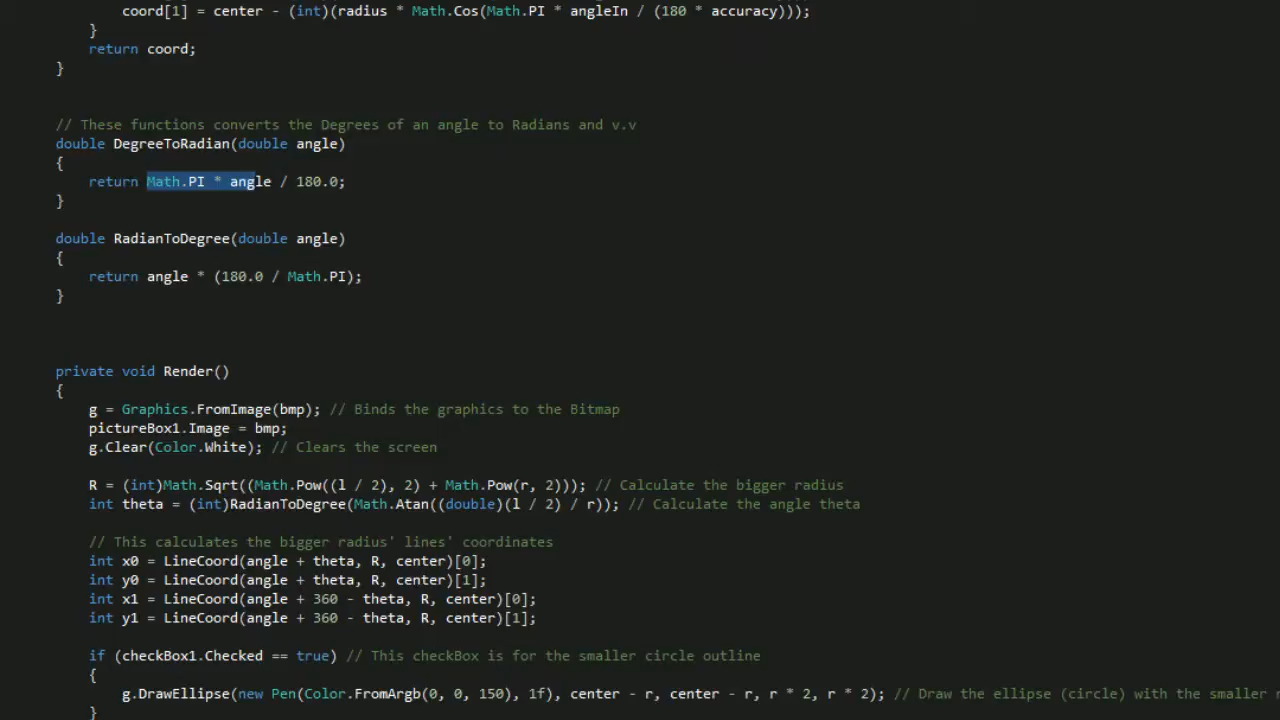 coord[1] = center - (int)(radius * Math.Cos(Math.PI * angleIn / (180 * accuracy)));
}
return coord;
}
// These functions converts the Degrees of an angle to Radians and v.v
double DegreeToRadian(double angle)
{
return Math.PI * angle / 180.0;
}
double RadianToDegree(double angle)
{
return angle * (180.0 / Math.PI);
}
private void Render()
{
g = Graphics.FromImage(bmp); // Binds the graphics to the Bitmap
pictureBox1.Image = bmp;
g.Clear(Color.White); // Clears the screen
R = (int)Math.Sqrt((Math.Pow((l / 2), 2) + Math.Pow(r, 2))); // Calculate the bigger radius
int theta = (int)RadianToDegree(Math.Atan((double)(l / 2) / r)); // Calculate the angle theta
// This calculates the bigger radius' lines' coordinates
int x0 = LineCoord(angle + theta, R, center)[0];
int y0 = LineCoord(angle + theta, R, center)[1];
int x1 = LineCoord(angle + 360 - theta, R, center)[0];
int y1 = LineCoord(angle + 360 - theta, R, center)[1];
if (checkBox1.Checked == true) // This checkBox is for the smaller circle outline
{
g.DrawEllipse(new Pen(Color.FromArgb(0, 0, 150), 1f), center - r, center - r, r * 2, r * 2); // Draw the ellipse (circle) with the smaller
}